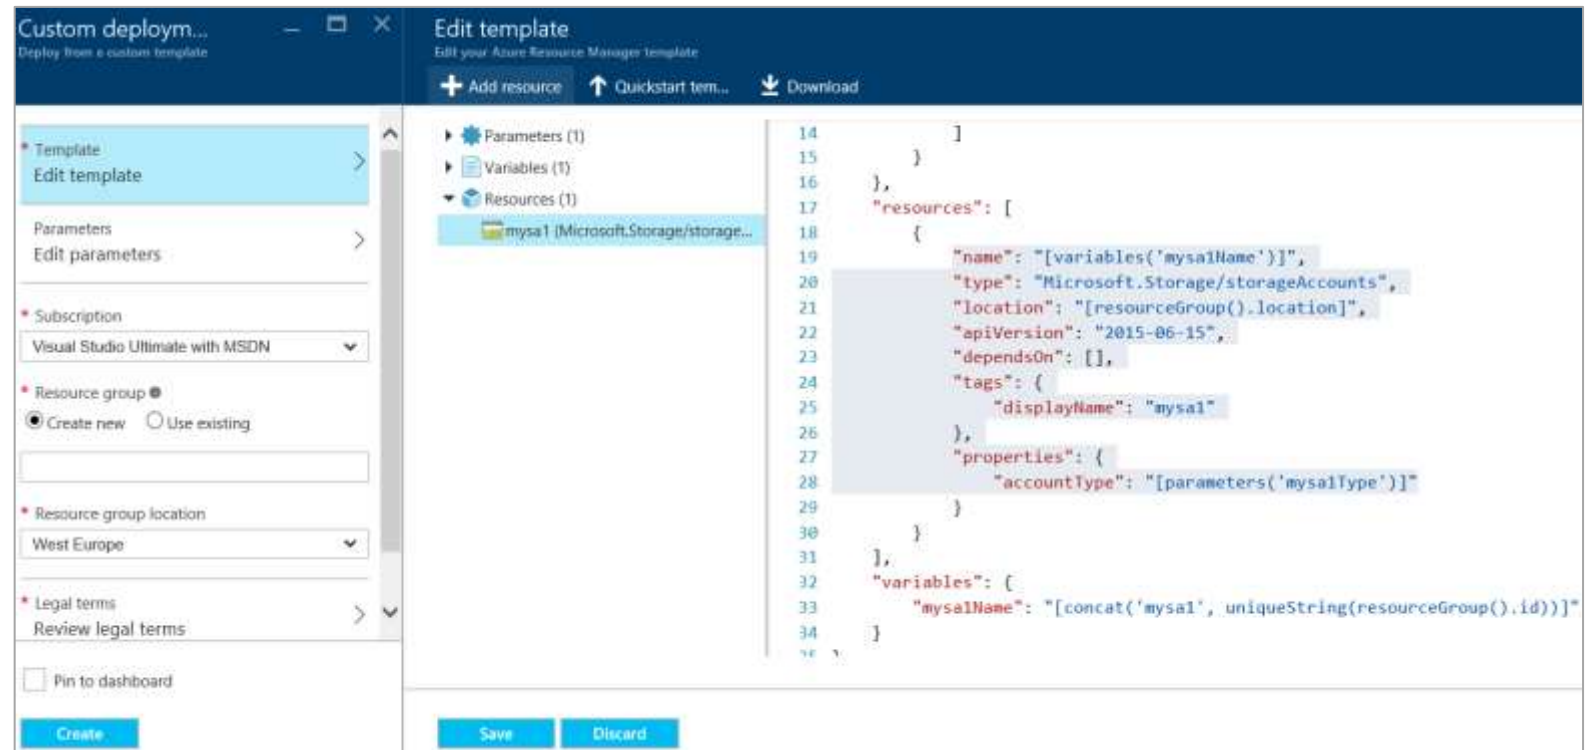 Custom deploym...
Deploy from a custom template
Template
Edit template
Parameters
Edit parameters
* Subscription
Visual Studio Ultimate with MSDN
* Resource group
Create new Use existing
* Resource group location
West Europe
* Legal terms
Review legal terms
Pin to dashboard
Create
Edit template
Edit your Azure Resource Manager template
Add resource Quickstart tem... Download
Parameters (1)
Variables (1)
Resources (1)
mysa1 (Microsoft.Storage/storage...
14 ]
15 }
16 },
17 "resources": [
18 {
19 "name": "[variables('mysa1Name')]",
20 "type": "Microsoft.Storage/storageAccounts",
21 "location": "[resourceGroup().location]",
22 "apiVersion": "2015-06-15",
23 "dependsOn": [],
24 "tags": {
25 "displayName": "mysa1"
26 },
27 "properties": {
28 "accountType": "[parameters('mysa1Type')]"
29 }
30 }
31 ],
32 "variables": {
33 "mysa1Name": "[concat('mysa1', uniqueString(resourceGroup().id))]"
34 }
Save Discard